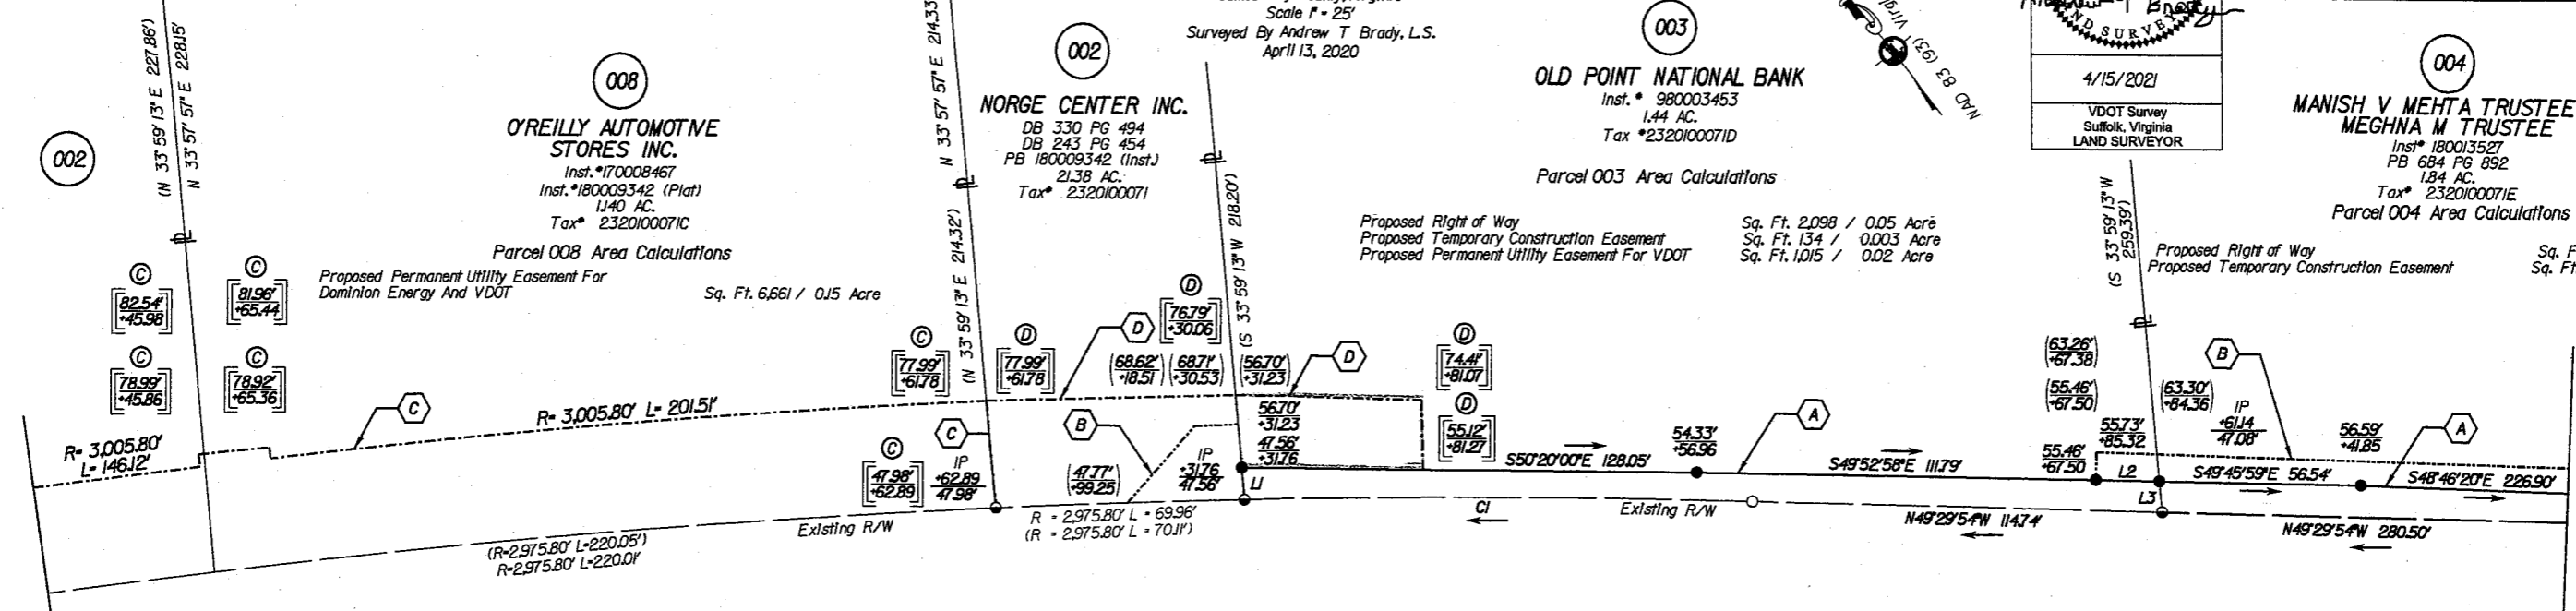 Scale 1" = 25'
Surveyed By Andrew T Brady, L.S.
April 13, 2020
NAD 83 (93)
SURVEY
4/15/2021
VDOT Survey
Suffolk, Virginia
LAND SURVEYOR
002
(N 33°59'13" E 227.86')
N 33°57'57" E 228.15'
008
O'REILLY AUTOMOTIVE
STORES INC.
Inst.#170008467
Inst.#180009342 (Plat)
1.140 AC.
Tax# 2320100071C
Parcel 008 Area Calculations
Proposed Permanent Utility Easement For
Dominion Energy And VDOT Sq. Ft. 6,661 / 0.15 Acre
N 33°57'57" E 214.33'
(N 33°59'13" E 214.32')
002
NORGE CENTER INC.
DB 330 PG 494
DB 243 PG 454
PB 180009342 (Inst.)
21.38 AC.
Tax# 2320100071
(S 33°59'13" W 218.20')
003
OLD POINT NATIONAL BANK
Inst.# 980003453
1.44 AC.
Tax #2320100071D
Parcel 003 Area Calculations
Proposed Right of Way Sq. Ft. 2,098 / 0.05 Acre
Proposed Temporary Construction Easement Sq. Ft. 134 / 0.003 Acre
Proposed Permanent Utility Easement For VDOT Sq. Ft. 1,015 / 0.02 Acre
(S 33°59'13" W
259.39')
004
MANISH V MEHTA TRUSTEE
MEGHNA M TRUSTEE
Inst# 180013527
PB 684 PG 892
1.84 AC.
Tax# 2320100071E
Parcel 004 Area Calculations
Proposed Right of Way Sq. F
Proposed Temporary Construction Easement Sq. Ft
C
82.54'
+45.98
C
81.96'
+65.44
C
78.99'
+45.86
C
78.92'
+65.36
C
C
77.99'
+61.78
D
77.99'
+61.78
D
D
76.79'
+30.06
(68.62'
+18.51)
(68.71'
+30.53)
(56.70'
+31.23)
D
D
74.41'
+81.07
D
55.12'
+81.27
56.70'
+31.23
47.56'
+31.76
R= 3,005.80'
L= 146.12'
R= 3,005.80' L= 201.51'
C
C
47.98'
+62.89
IP
+62.89
47.98'
B
(47.77'
+99.25)
IP
+31.76
47.56'
L1
S50°20'00"E 128.05'
54.33'
+56.96
A
S49°52'58"E 111.79'
(63.26'
+67.38)
(55.46'
+67.50)
55.46'
+67.50
55.73'
+85.32
(63.30'
+84.36)
IP
+61.14
47.08'
B
56.59'
+41.85
A
L2
L3
S49°45'59"E 56.54'
S48°46'20"E 226.90'
(R=2,975.80' L=220.05')
R=2,975.80' L=220.01'
Existing R/W
R = 2,975.80' L = 69.96'
(R = 2,975.80' L = 70.11')
C1
Existing R/W
N49°29'54"W 114.74'
N49°29'54"W 280.50'